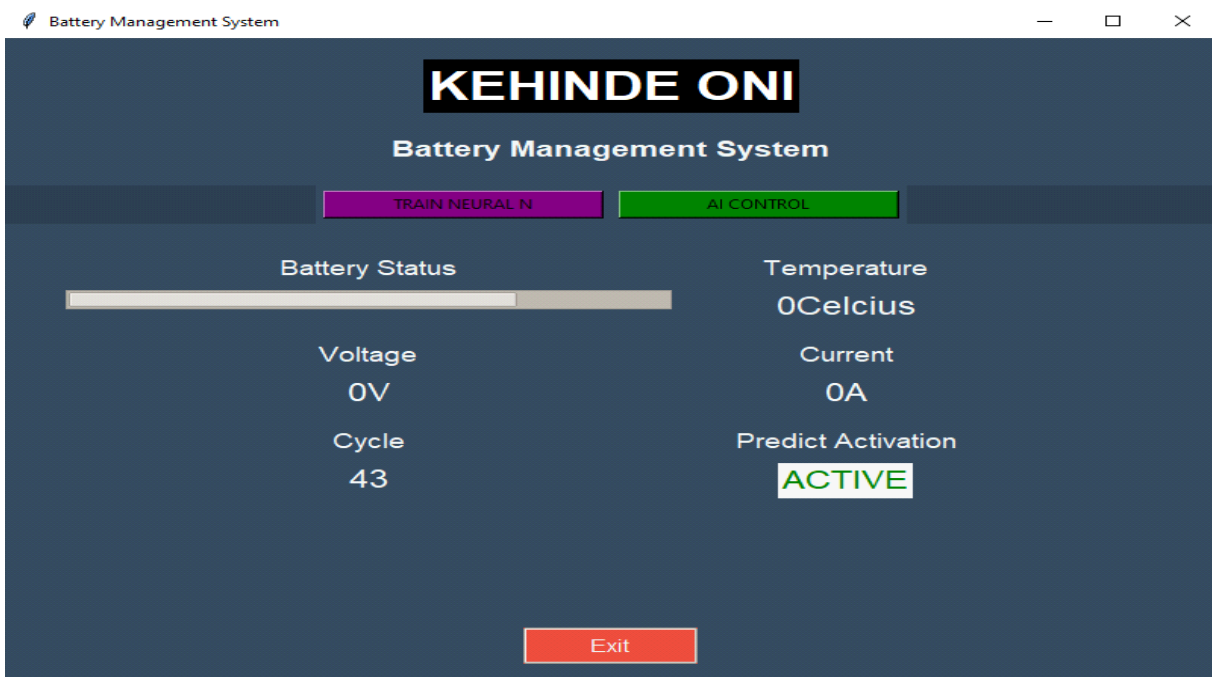 Battery Management System
KEHINDE ONI
Battery Management System
TRAIN NEURAL N
AI CONTROL
Battery Status
Temperature
0Celcius
Voltage
Current
0V
0A
Cycle
Predict Activation
43
ACTIVE
Exit